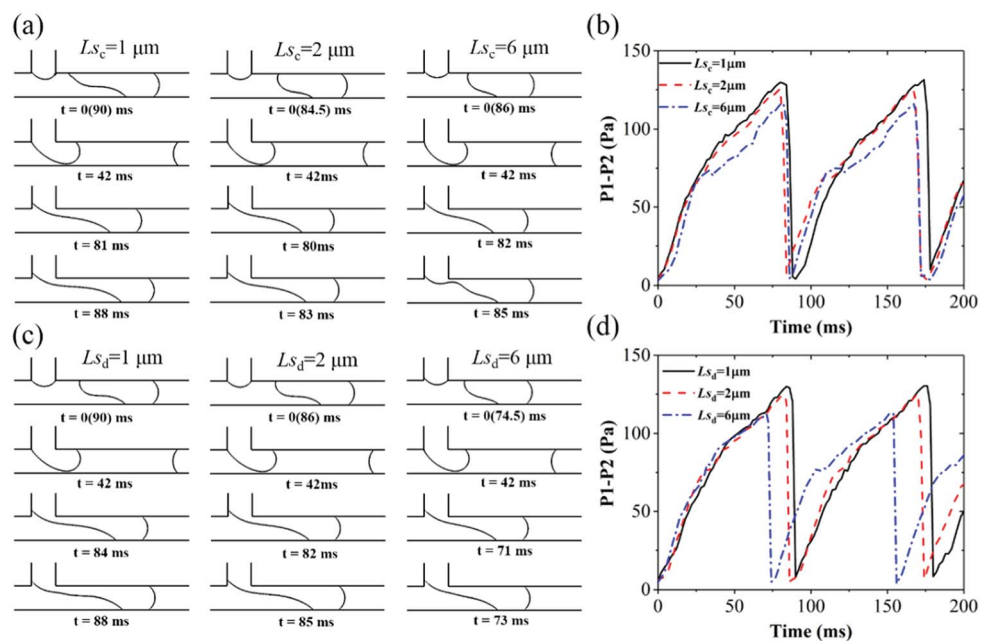 (a)
Lsc=1 μm Lsc=2 μm Lsc=6 μm
t = 0(90) ms t = 0(84.5) ms t = 0(86) ms
t = 42 ms t = 42ms t = 42 ms
t = 81 ms t = 80ms t = 82 ms
t = 88 ms t = 83 ms t = 85 ms
(b)
150
100
50
0
P1-P2 (Pa)
Lsc=1μm
Lsc=2μm
Lsc=6μm
0 50 100 150 200
Time (ms)
(c)
Lsd=1 μm Lsd=2 μm Lsd=6 μm
t = 0(90) ms t = 0(86) ms t = 0(74.5) ms
t = 42 ms t = 42ms t = 42 ms
t = 84 ms t = 82 ms t = 71 ms
t = 88 ms t = 85 ms t = 73 ms
(d)
150
100
50
0
P1-P2 (Pa)
Lsd=1μm
Lsd=2μm
Lsd=6μm
0 50 100 150 200
Time (ms)